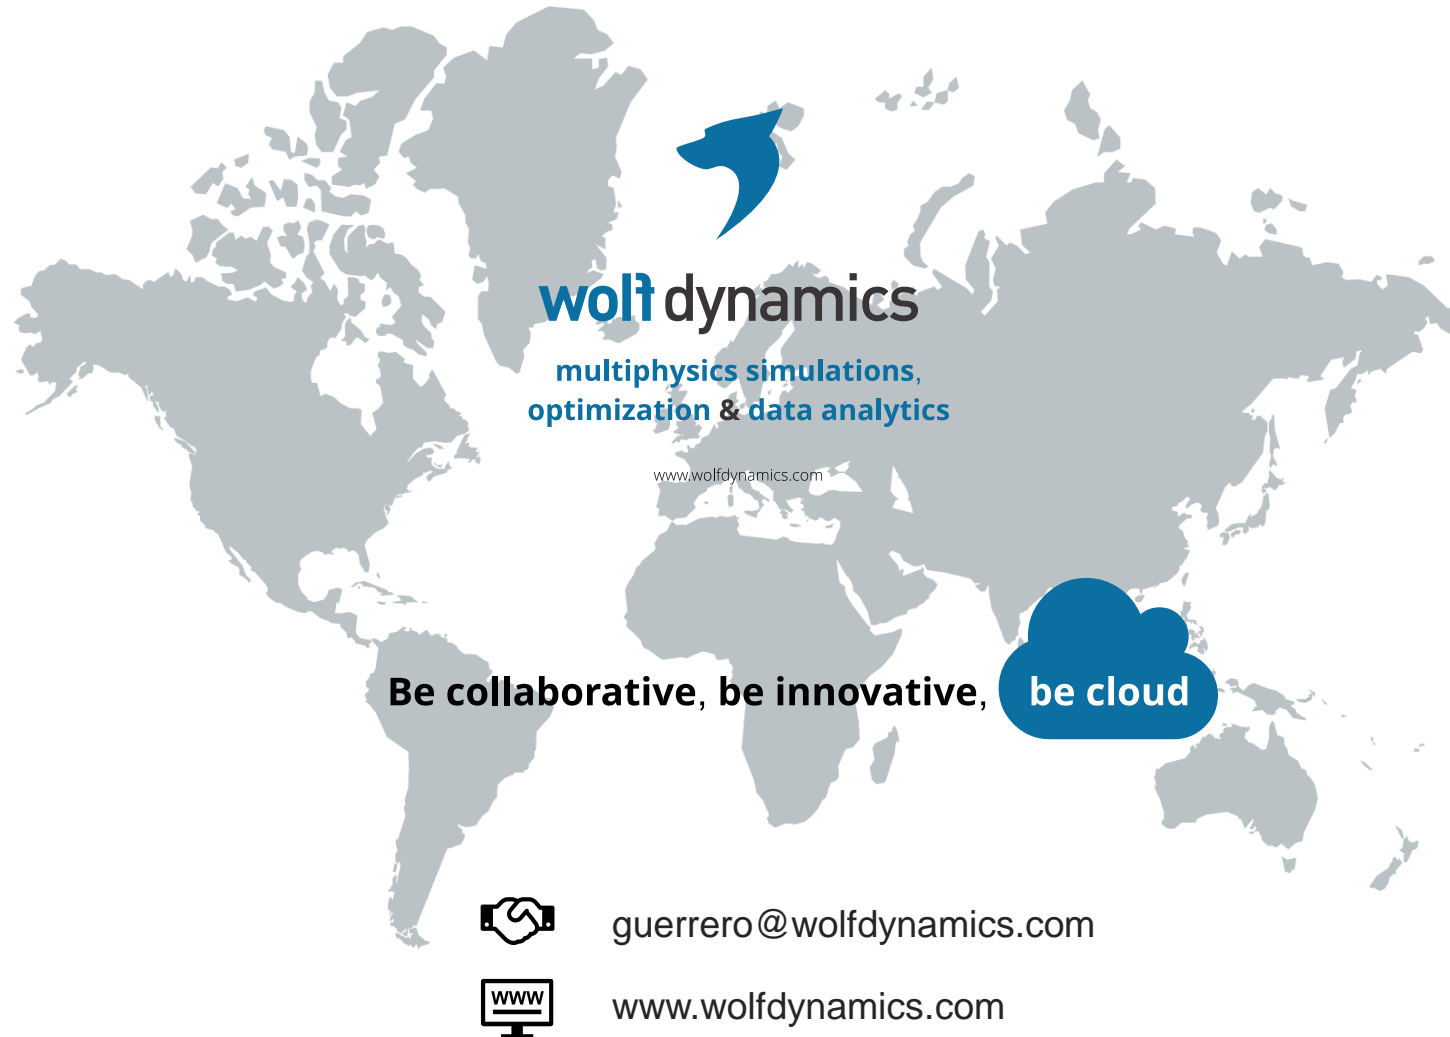 wolf dynamics
multiphysics simulations,
optimization & data analytics
www.wolfdynamics.com
Be collaborative, be innovative, be cloud
guerrero@wolfdynamics.com
www
www.wolfdynamics.com